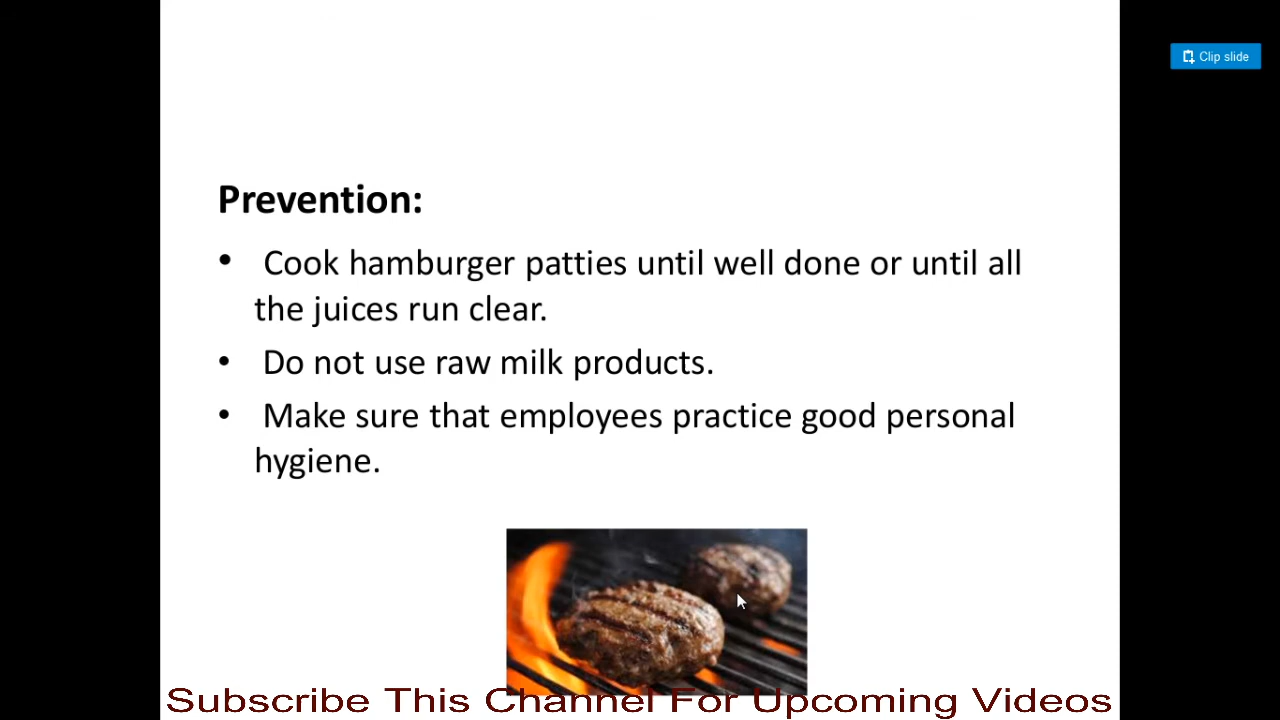 Clip slide
Prevention:
• Cook hamburger patties until well done or until all
the juices run clear.
• Do not use raw milk products.
• Make sure that employees practice good personal
hygiene.
Subscribe This Channel For Upcoming Videos